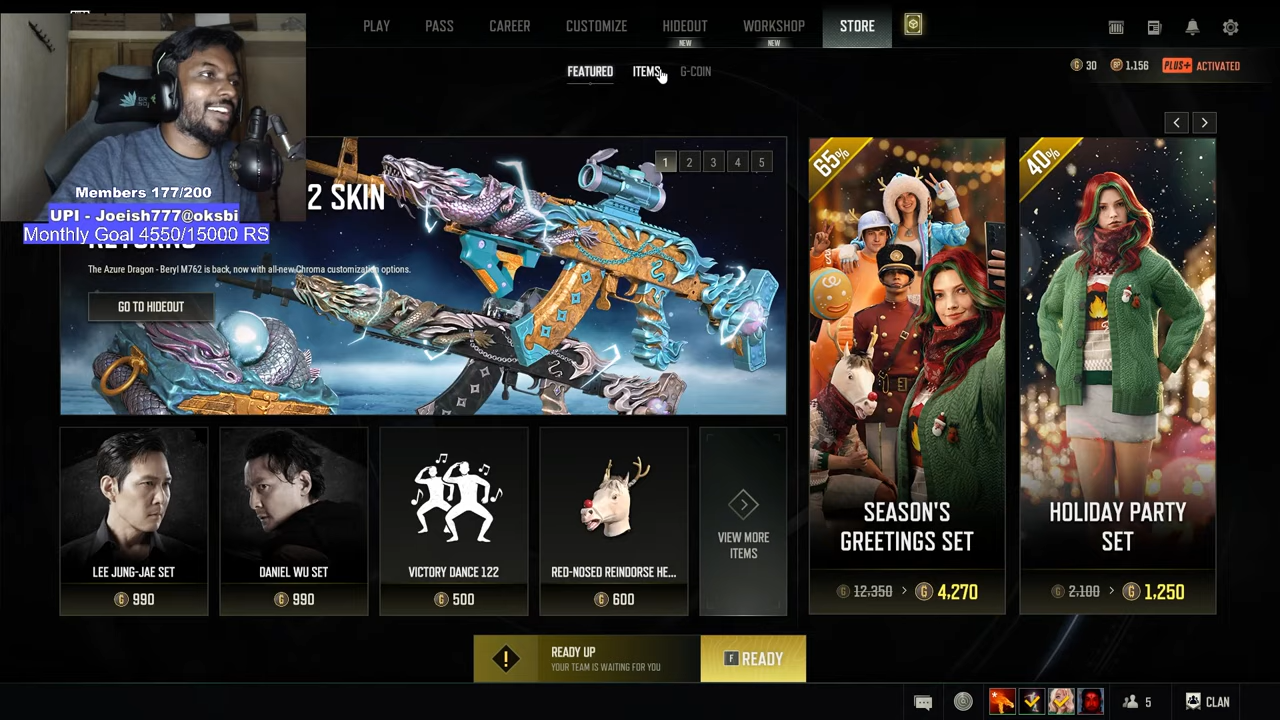 PLAY
PASS
CAREER
CUSTOMIZE
HIDEOUT
NEW
WORKSHOP
NEW
STORE
FEATURED
ITEMS
G-COIN
30
1,156
PLUS+ ACTIVATED
Members 177/200
UPI - Joeish777@oksbi
Monthly Goal 4550/15000 RS
2 SKIN
RETURNS
The Azure Dragon - Beryl M762 is back, now with all-new Chroma customization options.
GO TO HIDEOUT
1 2 3 4 5
65%
SEASON'S
GREETINGS SET
G 12,350 > G 4,270
40%
HOLIDAY PARTY
SET
G 2,100 > G 1,250
LEE JUNG-JAE SET
G 990
DANIEL WU SET
G 990
VICTORY DANCE 122
G 500
RED-NOSED REINDORSE HE...
G 600
VIEW MORE
ITEMS
READY UP
YOUR TEAM IS WAITING FOR YOU
F READY
5
CLAN